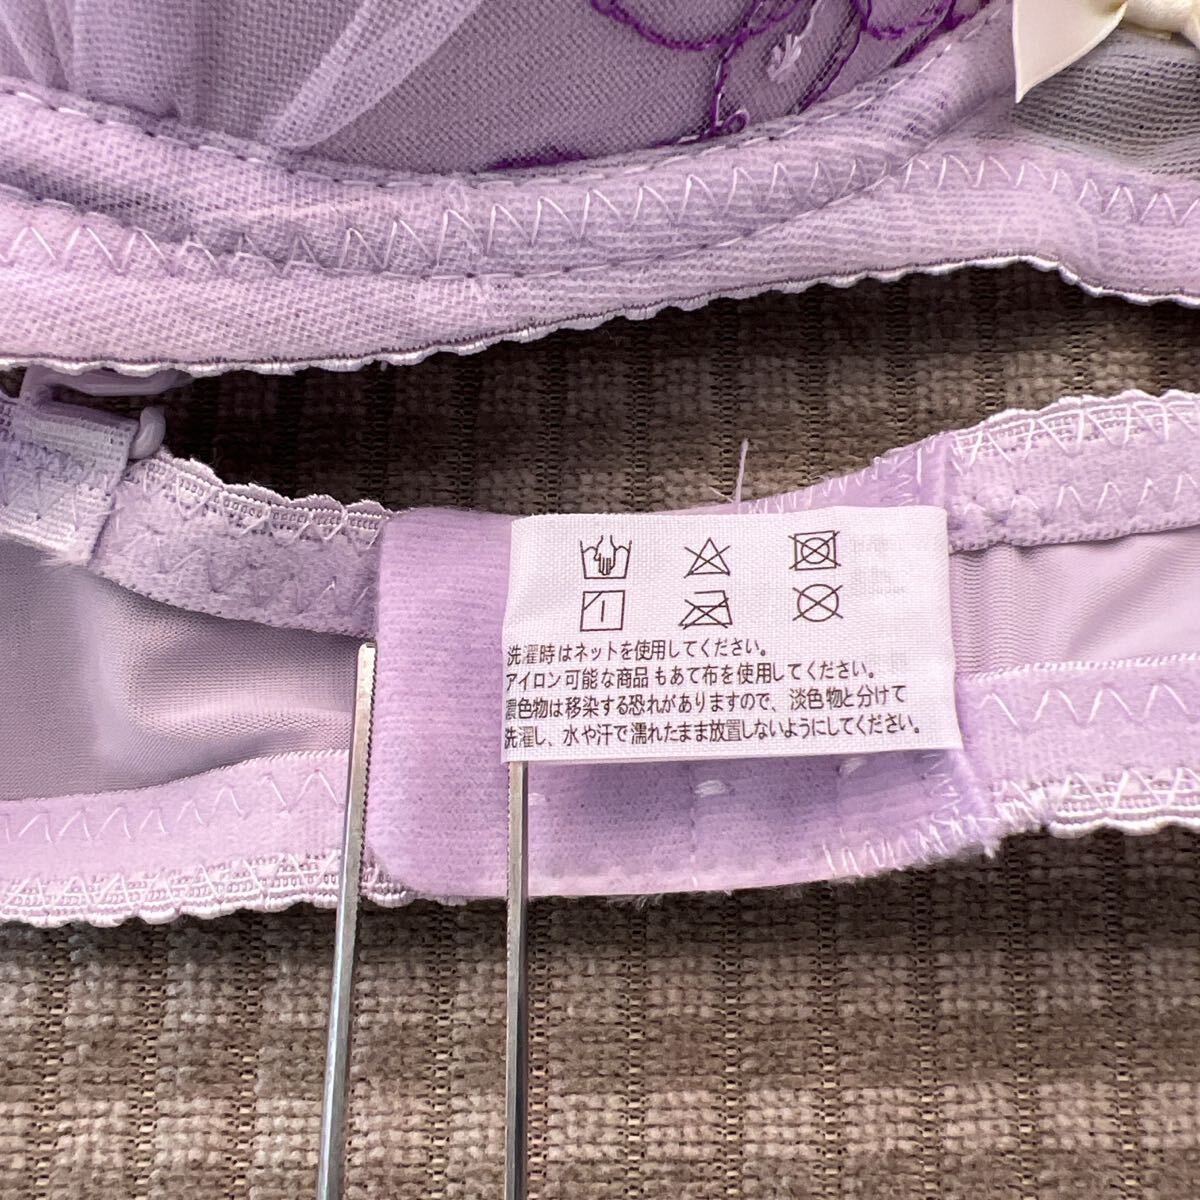 洗濯時はネットを使用してください。
アイロン可能な商品もあて布を使用してください。
濃色物は移染する恐れがありますので、淡色物と分けて
洗濯し、水や汗で濡れたまま放置しないようにしてください。